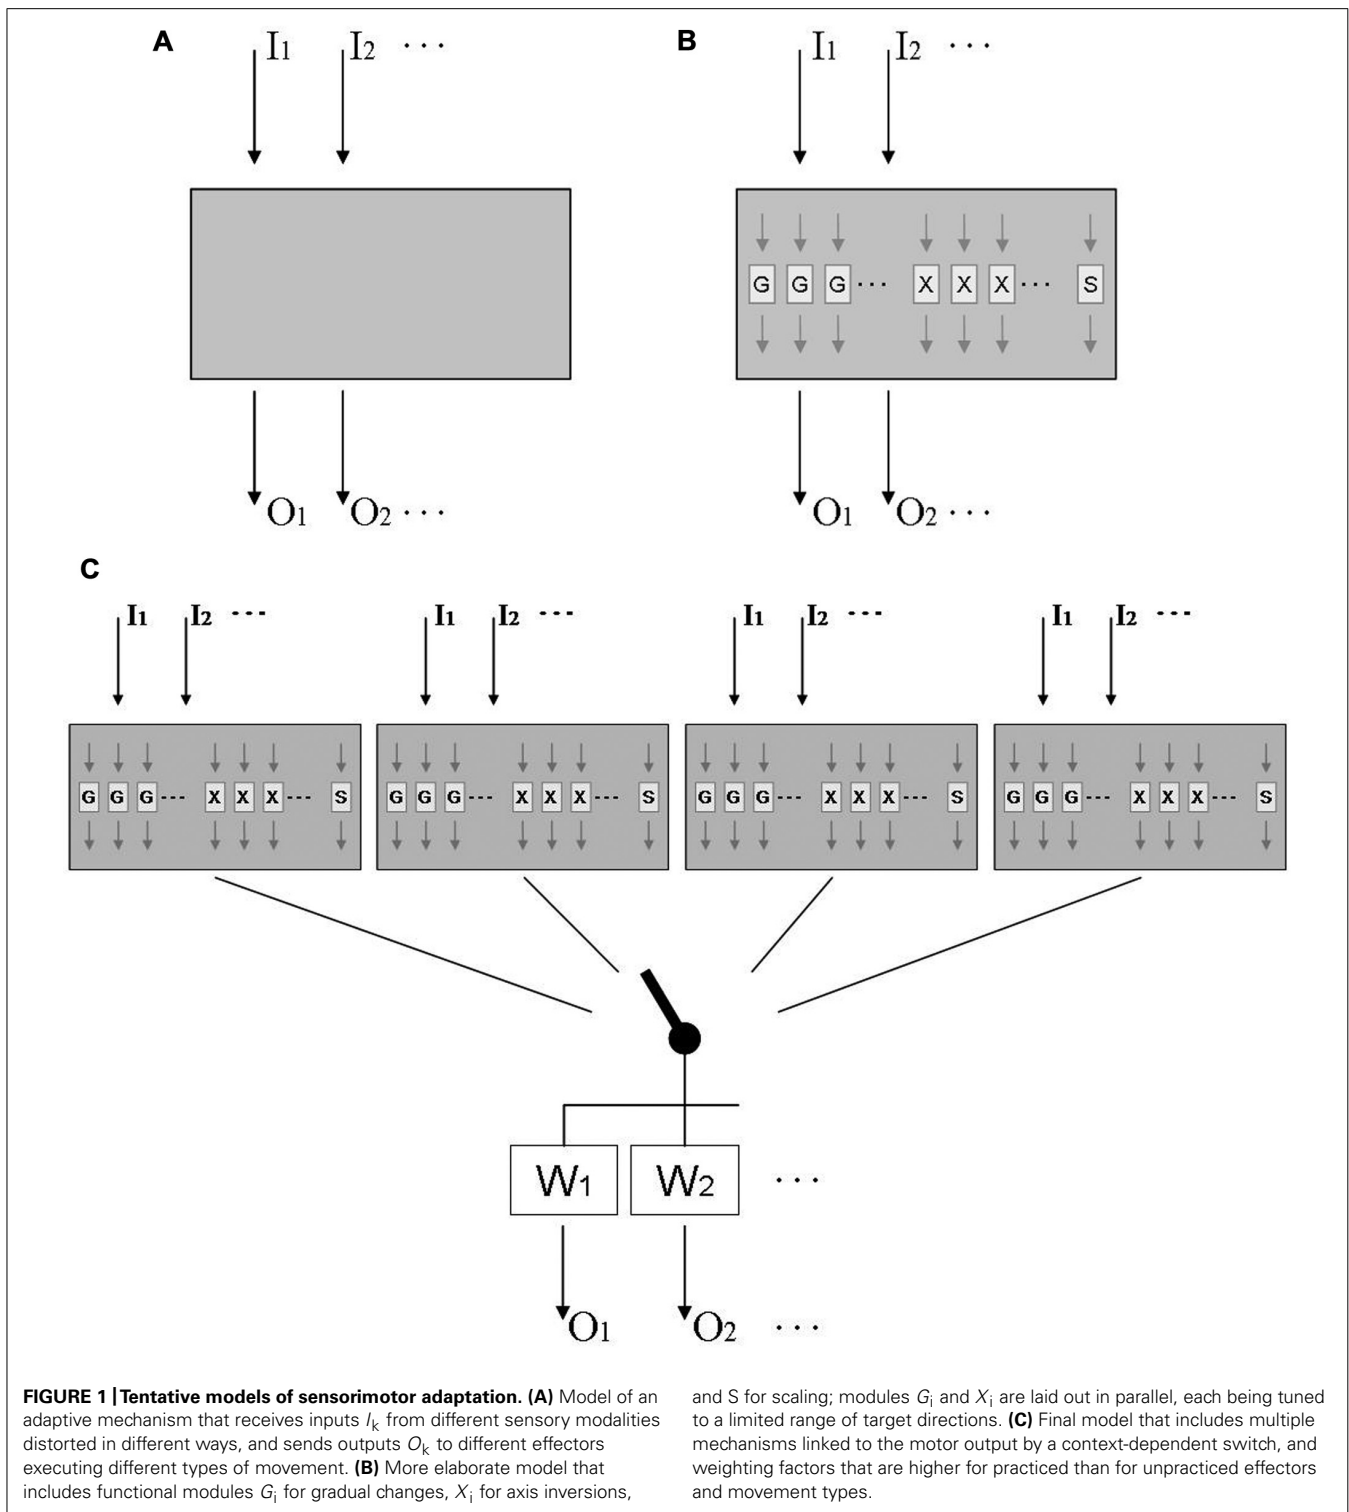 A
I1 I2 ···
O1 O2 ···
B
I1 I2 ···
G G G ··· X X X ··· S
O1 O2 ···
C
I1 I2 --- I1 I2 --- I1 I2 --- I1 I2 ---
G G G --- X X X --- S G G G --- X X X --- S G G G --- X X X --- S G G G --- X X X --- S
W1 W2 ···
O1 O2 ···
FIGURE 1 | Tentative models of sensorimotor adaptation. (A) Model of an
adaptive mechanism that receives inputs Ik from different sensory modalities
distorted in different ways, and sends outputs Ok to different effectors
executing different types of movement. (B) More elaborate model that
includes functional modules Gi for gradual changes, Xi for axis inversions,
and S for scaling; modules Gi and Xi are laid out in parallel, each being tuned
to a limited range of target directions. (C) Final model that includes multiple
mechanisms linked to the motor output by a context-dependent switch, and
weighting factors that are higher for practiced than for unpracticed effectors
and movement types.